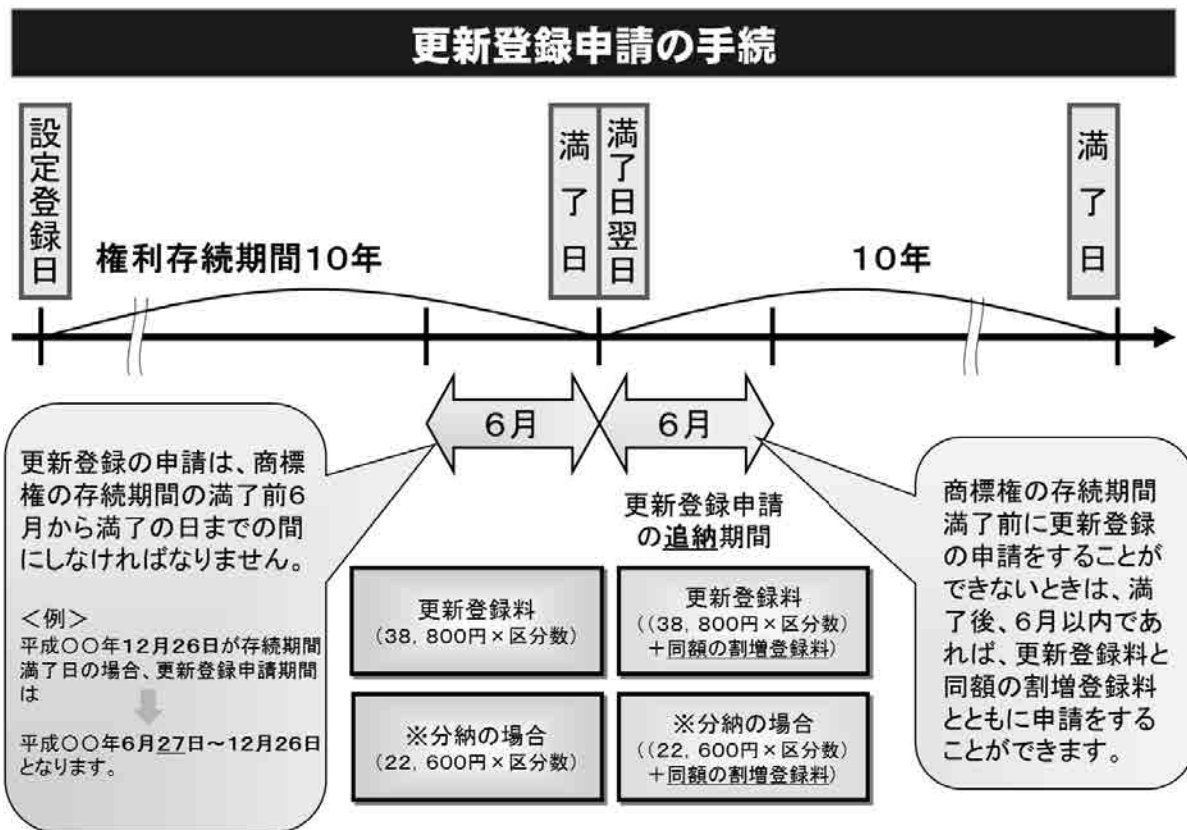 更新登録申請の手続
設定登録日
満了日
満了日翌日
満了日
権利存続期間10年
10年
6月
6月
更新登録の申請は、商標
権の存続期間の満了前6
月から満了の日までの間
にしなければなりません。
＜例＞
平成○○年12月26日が存続期間
満了日の場合、更新登録申請期間
は
平成○○年6月27日～12月26日
となります。
更新登録申請
の追納期間
更新登録料
（38，800円×区分数）
更新登録料
（（38，800円×区分数）
＋同額の割増登録料）
※分納の場合
（22，600円×区分数）
※分納の場合
（（22，600円×区分数）
＋同額の割増登録料）
商標権の存続期間
満了前に更新登録
の申請をすることが
できないときは、満
了後、6月以内であ
れば、更新登録料と
同額の割増登録料
とともに申請をする
ことができます。